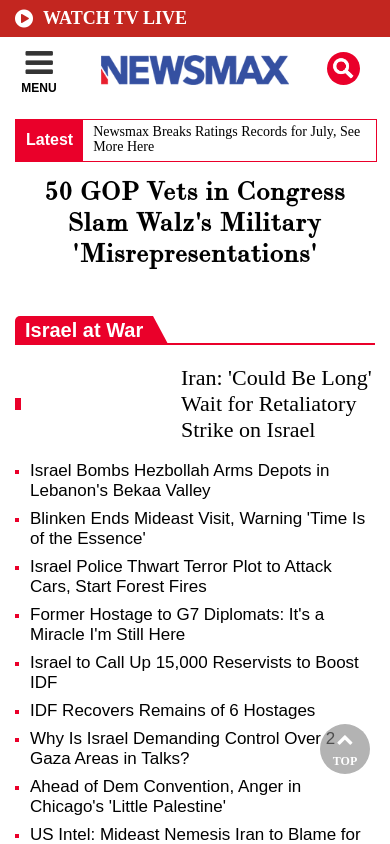 WATCH TV LIVE
MENU
NEWSMAX
Latest
Newsmax Breaks Ratings Records for July, See
More Here
50 GOP Vets in Congress
Slam Walz's Military
'Misrepresentations'
Israel at War
Iran: 'Could Be Long'
Wait for Retaliatory
Strike on Israel
Israel Bombs Hezbollah Arms Depots in
Lebanon's Bekaa Valley
Blinken Ends Mideast Visit, Warning 'Time Is
of the Essence'
Israel Police Thwart Terror Plot to Attack
Cars, Start Forest Fires
Former Hostage to G7 Diplomats: It's a
Miracle I'm Still Here
Israel to Call Up 15,000 Reservists to Boost
IDF
IDF Recovers Remains of 6 Hostages
Why Is Israel Demanding Control Over 2
Gaza Areas in Talks?
TOP
Ahead of Dem Convention, Anger in
Chicago's 'Little Palestine'
US Intel: Mideast Nemesis Iran to Blame for